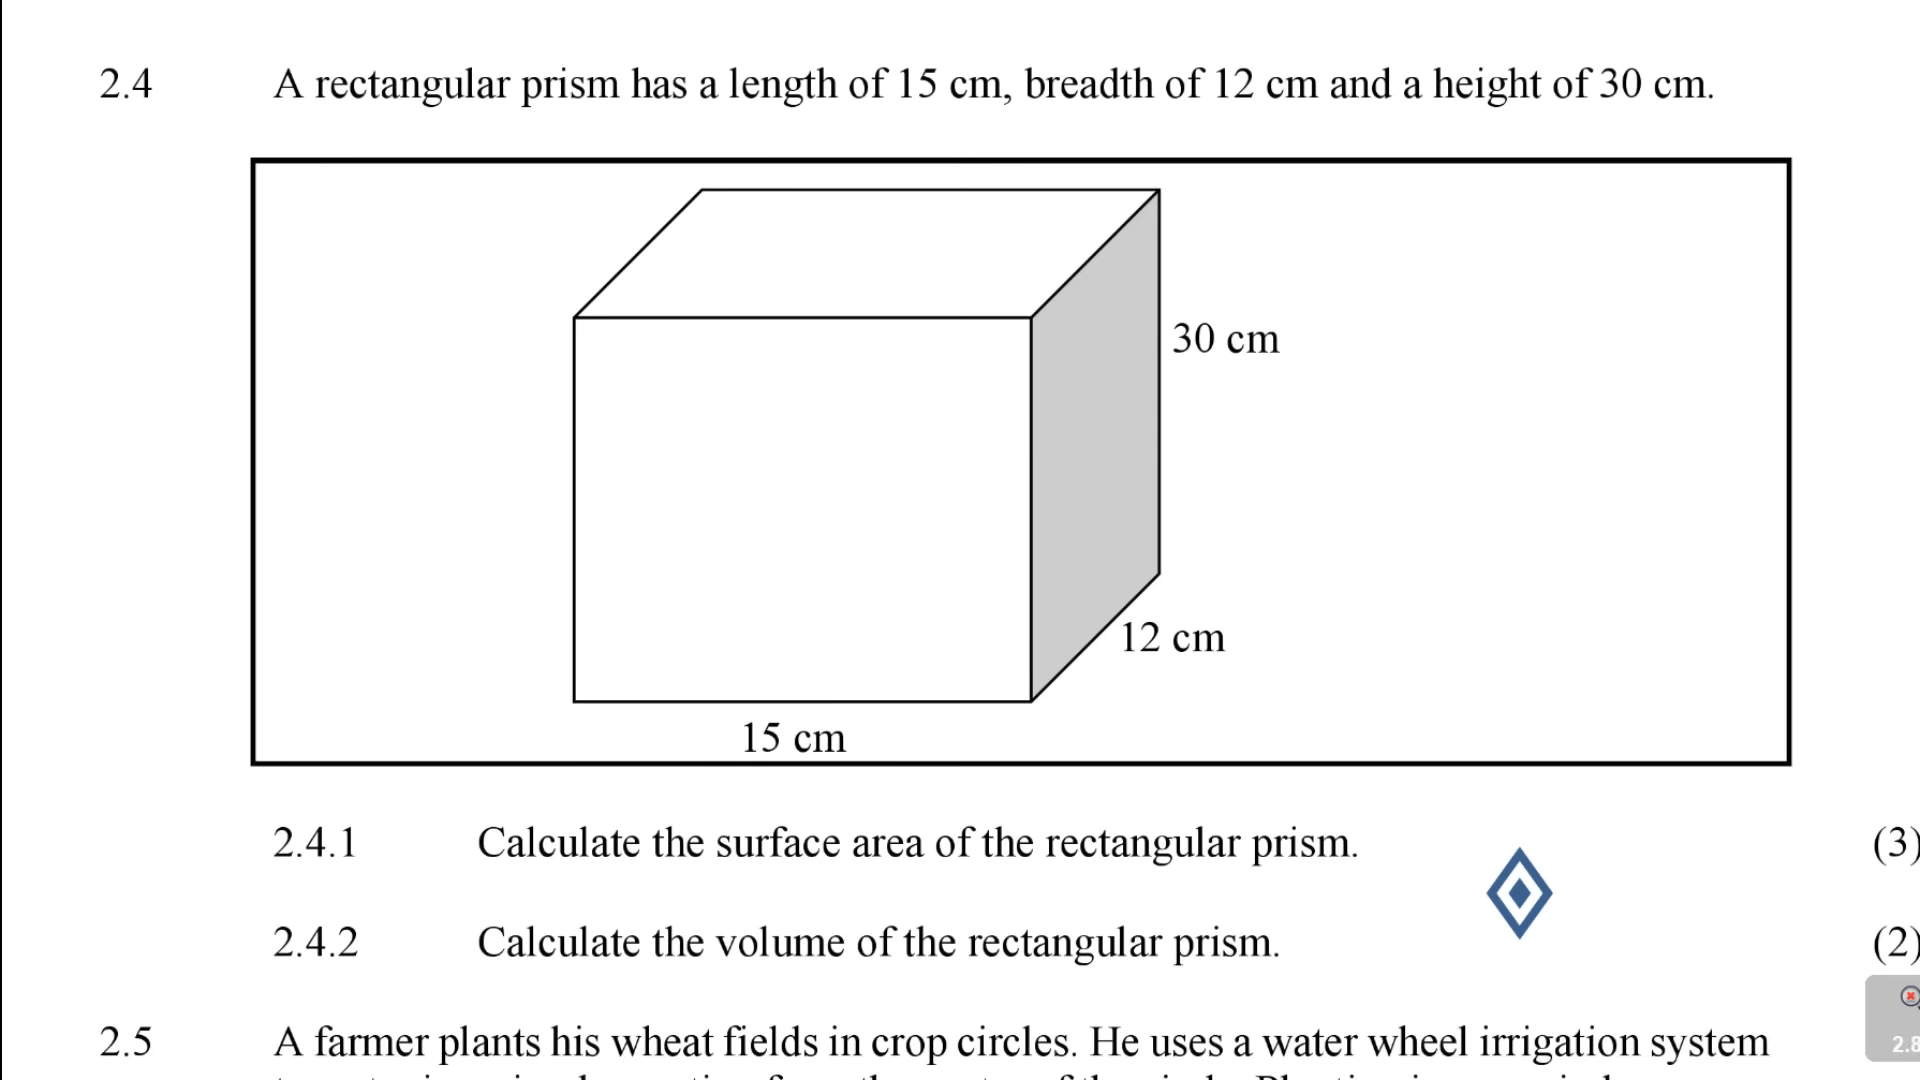 2.4 A rectangular prism has a length of 15 cm, breadth of 12 cm and a height of 30 cm.
30 cm
12 cm
15 cm
2.4.1 Calculate the surface area of the rectangular prism. (3)
2.4.2 Calculate the volume of the rectangular prism. (2)
2.5 A farmer plants his wheat fields in crop circles. He uses a water wheel irrigation system